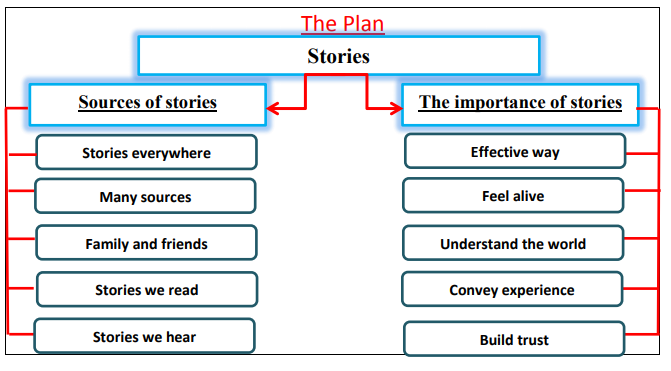 The Plan
Stories
Sources of stories
Stories everywhere
Many sources
Family and friends
Stories we read
Stories we hear
The importance of stories
Effective way
Feel alive
Understand the world
Convey experience
Build trust